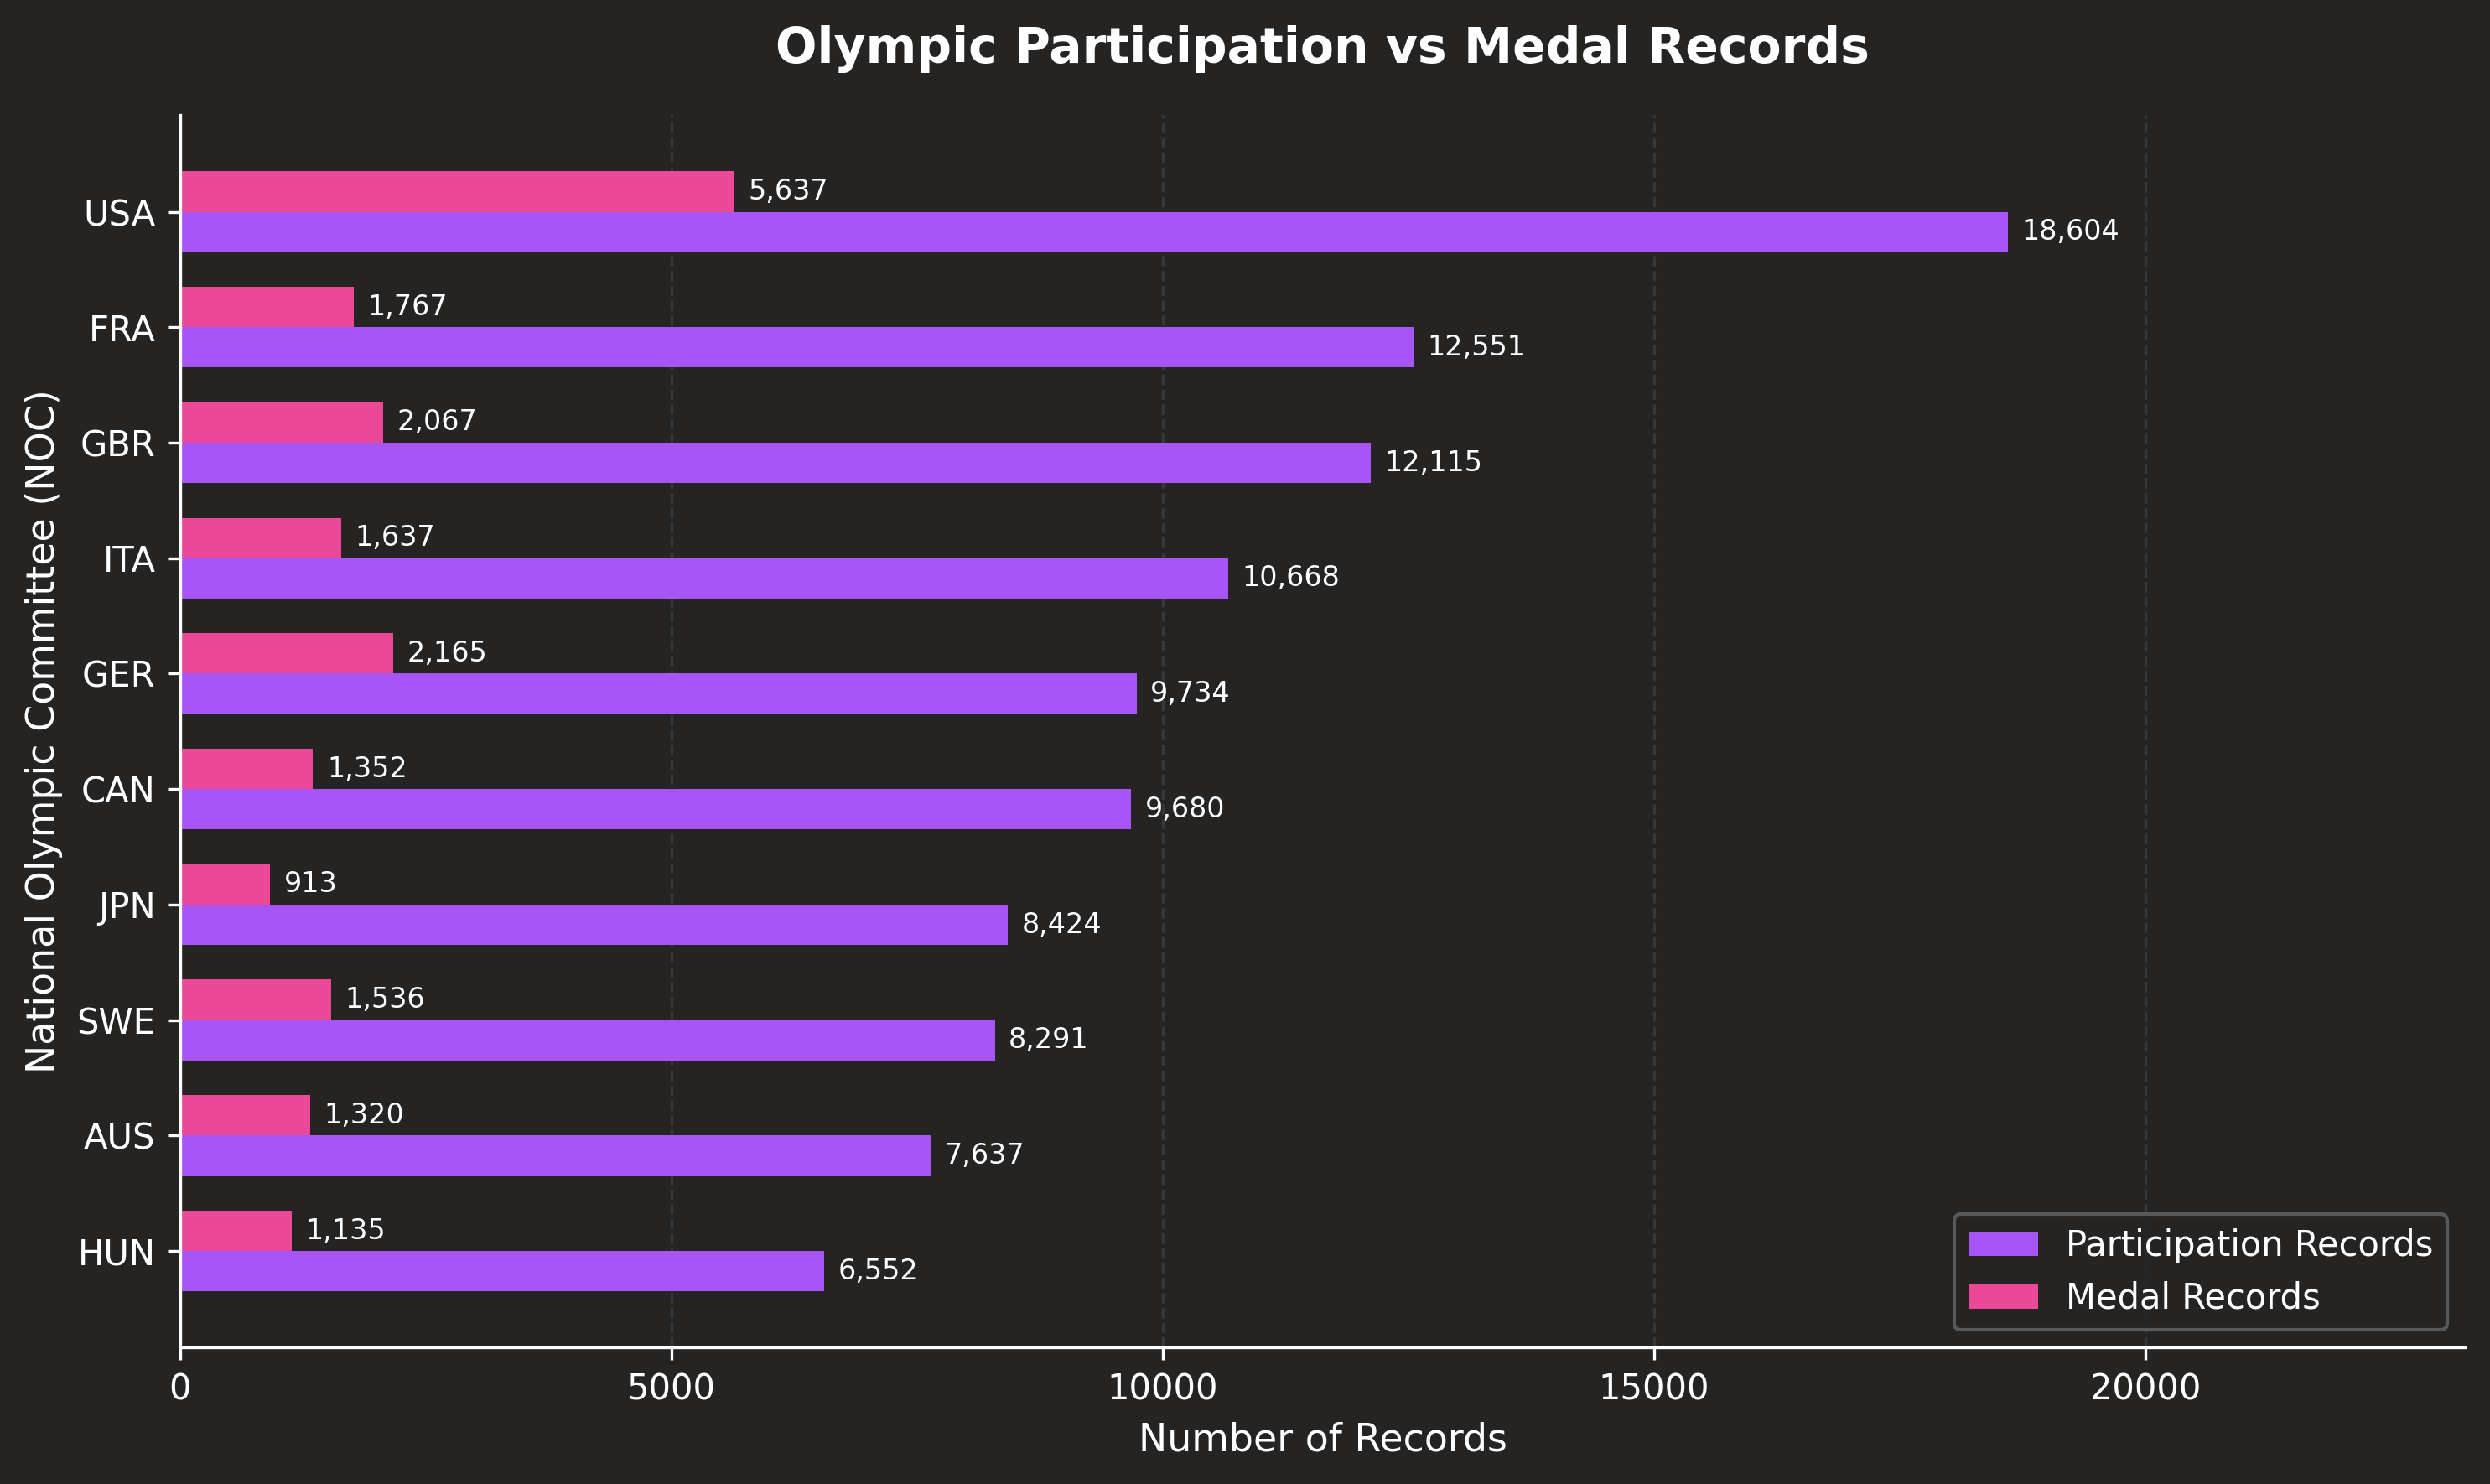 Olympic Participation vs Medal Records
National Olympic Committee (NOC)
USA
5,637
18,604
FRA
1,767
12,551
GBR
2,067
12,115
ITA
1,637
10,668
GER
2,165
9,734
CAN
1,352
9,680
JPN
913
8,424
SWE
1,536
8,291
AUS
1,320
7,637
HUN
1,135
6,552
Participation Records
Medal Records
0 5000 10000 15000 20000
Number of Records